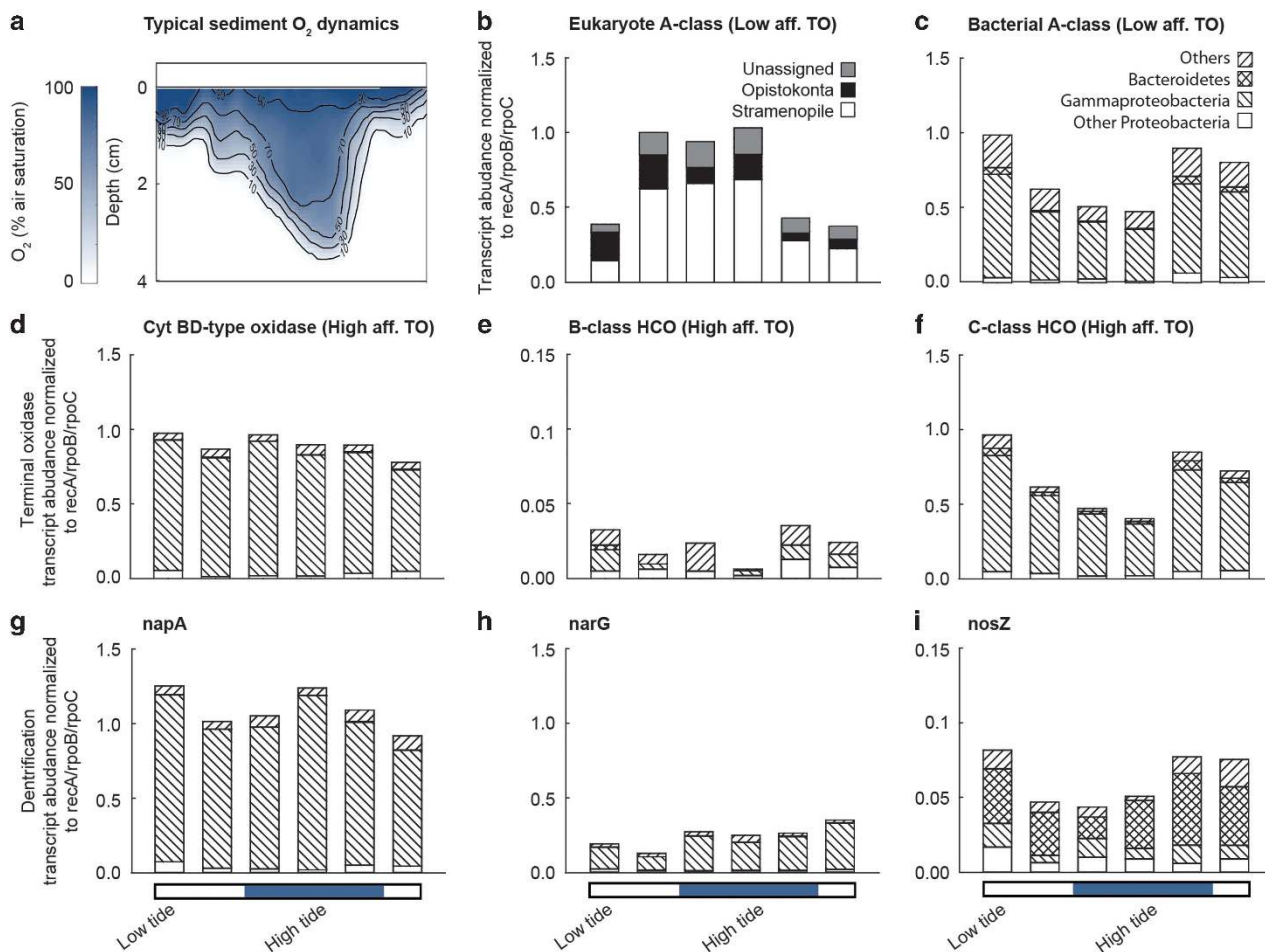 a Typical sediment O2 dynamics
O2 (% air saturation)
100
50
0
Depth (cm)
0
2
4
b Eukaryote A-class (Low aff. TO)
Transcript abudance normalized
to recA/rpoB/rpoC
1.5
1.0
0.5
0.0
Unassigned
Opistokonta
Stramenopile
c Bacterial A-class (Low aff. TO)
1.5
1.0
0.5
0.0
Others
Bacteroidetes
Gammaproteobacteria
Other Proteobacteria
d Cyt BD-type oxidase (High aff. TO)
Terminal oxidase
transcript abudance normalized
to recA/rpoB/rpoC
1.5
1.0
0.5
0.0
e B-class HCO (High aff. TO)
0.15
0.1
0.05
0.00
f C-class HCO (High aff. TO)
1.5
1.0
0.5
0.0
g napA
Dentrification
transcript abudance normalized
to recA/rpoB/rpoC
1.5
1.0
0.5
0.0
Low tide
High tide
h narG
1.5
1.0
0.5
0.0
Low tide
High tide
i nosZ
0.15
0.1
0.05
0.00
Low tide
High tide